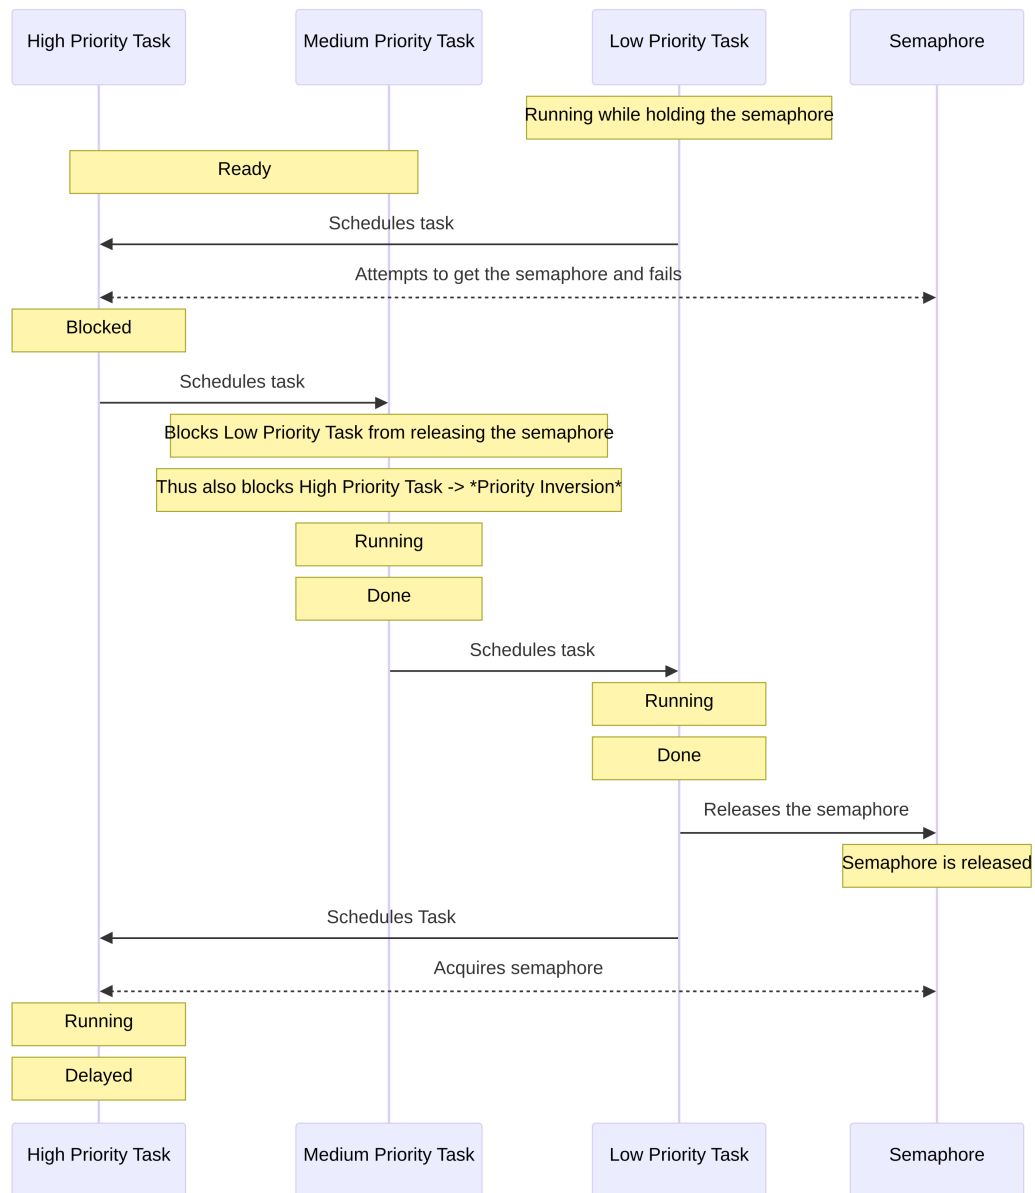 High Priority Task
Medium Priority Task
Low Priority Task
Semaphore
Running while holding the semaphore
Ready
Schedules task
Attempts to get the semaphore and fails
Blocked
Schedules task
Blocks Low Priority Task from releasing the semaphore
Thus also blocks High Priority Task -> *Priority Inversion*
Running
Done
Schedules task
Running
Done
Releases the semaphore
Semaphore is released
Schedules Task
Acquires semaphore
Running
Delayed
High Priority Task
Medium Priority Task
Low Priority Task
Semaphore